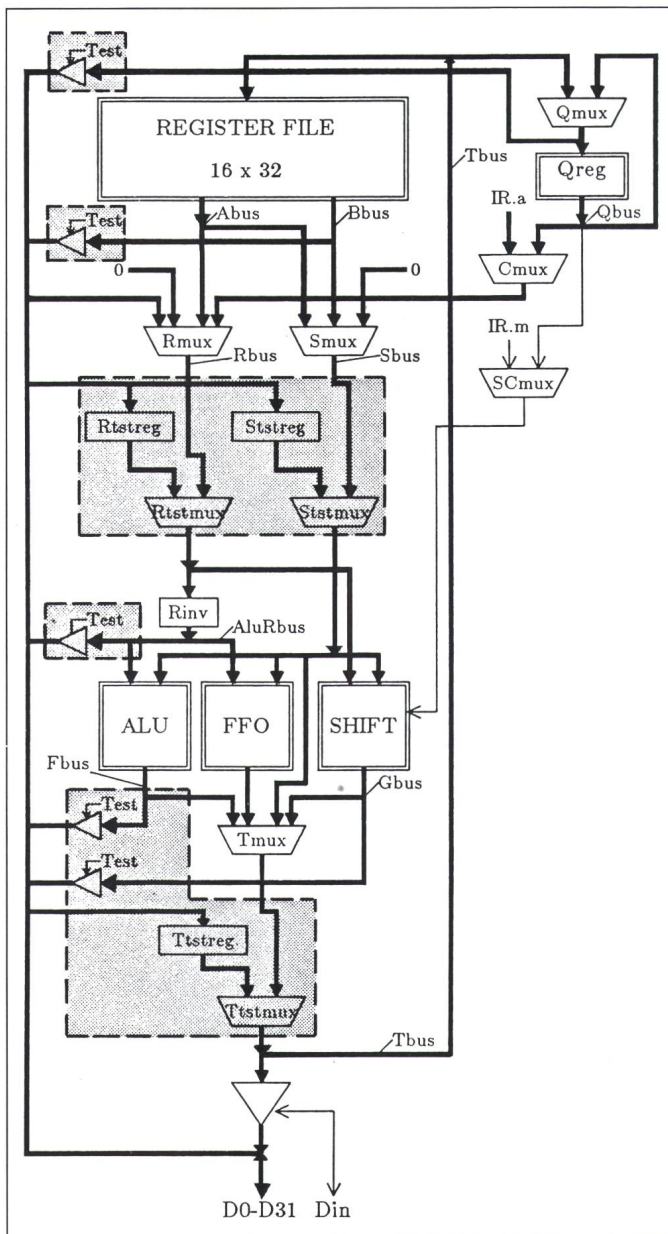 Test
Qmux
REGISTER FILE
16 x 32
Tbus
Qreg
IR.a
Qbus
Abus
Bbus
Test
0
0
Cmux
Rmux
Smux
IR.m
Rbus
Sbus
SCmux
Rtstreg
Ststreg
Rtstmux
Ststmux
Rinv
Test
AluRbus
ALU
FFO
SHIFT
Fbus
Gbus
Test
Tmux
Test
Ttstreg
Ttstmux
Tbus
D0-D31
Din